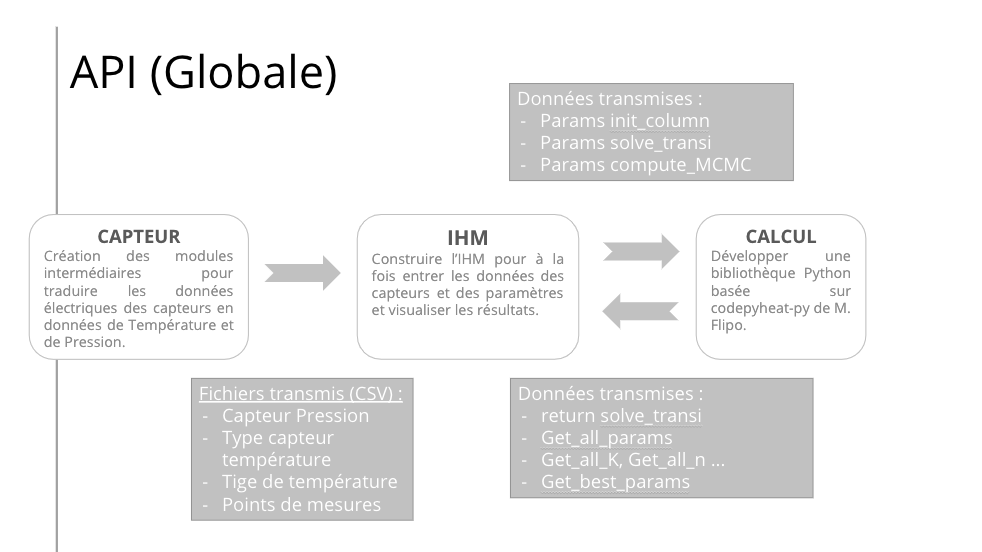 API (Globale)
Données transmises :
- Params init_column
- Params solve_transi
- Params compute_MCMC
CAPTEUR
Création des modules
intermédiaires pour
traduire les données
électriques des capteurs en
données de Température et
de Pression.
IHM
Construire l’IHM pour à la
fois entrer les données des
capteurs et des paramètres
et visualiser les résultats.
CALCUL
Développer une
bibliothèque Python
basée sur
codepyheat-py de M.
Flipo.
Fichiers transmis (CSV) :
- Capteur Pression
- Type capteur
température
- Tige de température
- Points de mesures
Données transmises :
- return solve_transi
- Get_all_params
- Get_all_K, Get_all_n ...
- Get_best_params